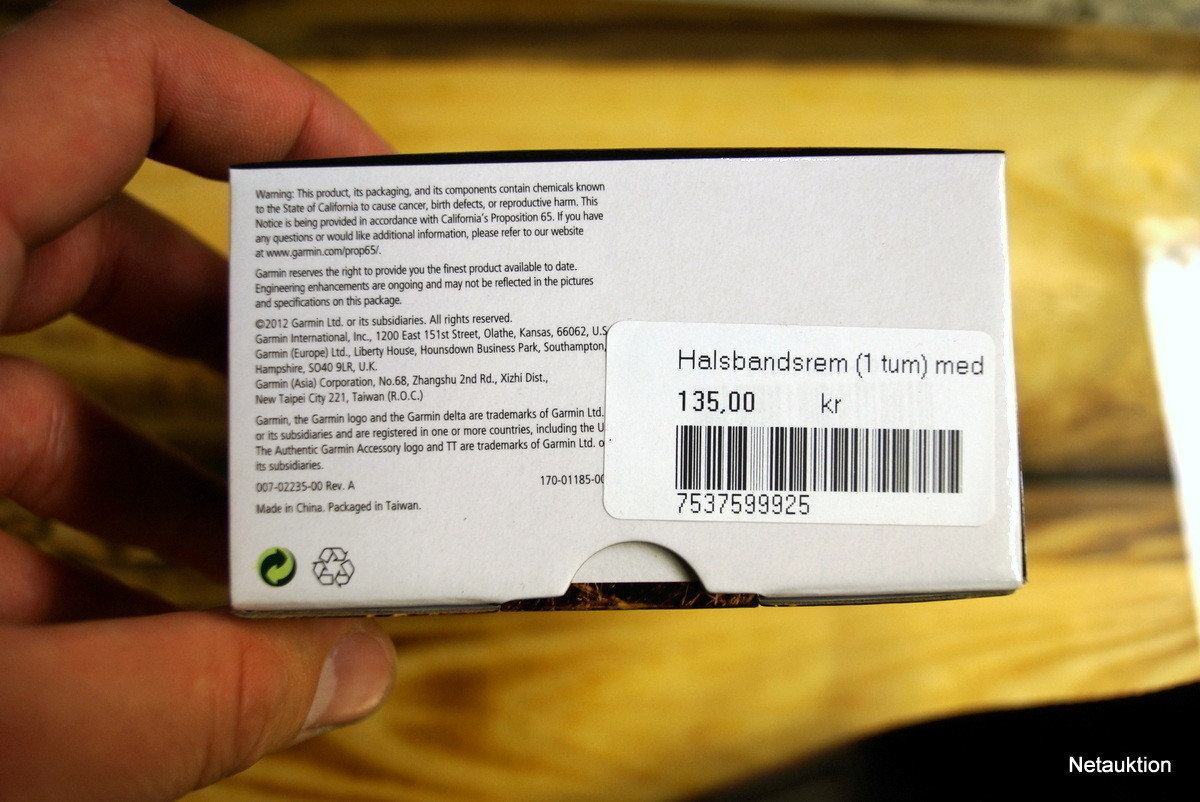 Warning: This product, its packaging, and its components contain chemicals known
to the State of California to cause cancer, birth defects, or reproductive harm. This
Notice is being provided in accordance with California's Proposition 65. If you have
any questions or would like additional information, please refer to our website
at www.garmin.com/prop65/.
Garmin reserves the right to provide you the finest product available to date.
Engineering enhancements are ongoing and may not be reflected in the pictures
and specifications on this package.
©2012 Garmin Ltd. or its subsidiaries. All rights reserved.
Garmin International, Inc., 1200 East 151st Street, Olathe, Kansas, 66062, U.S
Garmin (Europe) Ltd., Liberty House, Hounsdown Business Park, Southampton,
Hampshire, SO40 9LR, U.K.
Garmin (Asia) Corporation, No.68, Zhangshu 2nd Rd., Xizhi Dist.,
New Taipei City 221, Taiwan (R.O.C.)
Garmin, the Garmin logo and the Garmin delta are trademarks of Garmin Ltd.
or its subsidiaries and are registered in one or more countries, including the U
The Authentic Garmin Accessory logo and TT are trademarks of Garmin Ltd. o
its subsidiaries.
007-02235-00 Rev. A 170-01185-00
Made in China. Packaged in Taiwan.
Halsbandsrem (1 tum) med
135,00 kr
7537599925
Netauktion